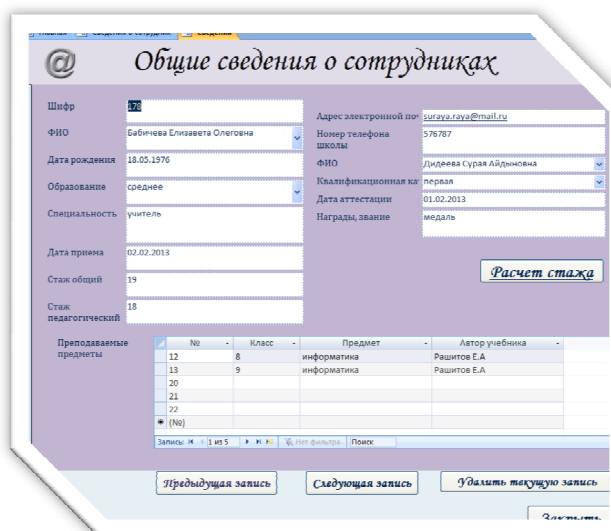 Сведения
@ Общие сведения о сотрудниках
Шифр 178
ФИО Бабичева Елизавета Олеговна
Дата рождения 18.05.1976
Образование среднее
Специальность учитель
Дата приема 02.02.2013
Стаж общий 19
Стаж 18
педагогический
Адрес электронной поч suraya.raya@mail.ru
Номер телефона 576787
школы
ФИО Дидеева Сурая Айдыновна
Квалификационная ка первая
Дата аттестации 01.02.2013
Награды, звание медаль
Расчет стажа
Преподаваемые
предметы
№ Класс Предмет Автор учебника
12 8 информатика Рашитов Е.А
13 9 информатика Рашитов Е.А
20
21
22
(№)
Запись: 1 из 5 Нет фильтра Поиск
Предыдущая запись Следующая запись Удалить текущую запись
Закрыть